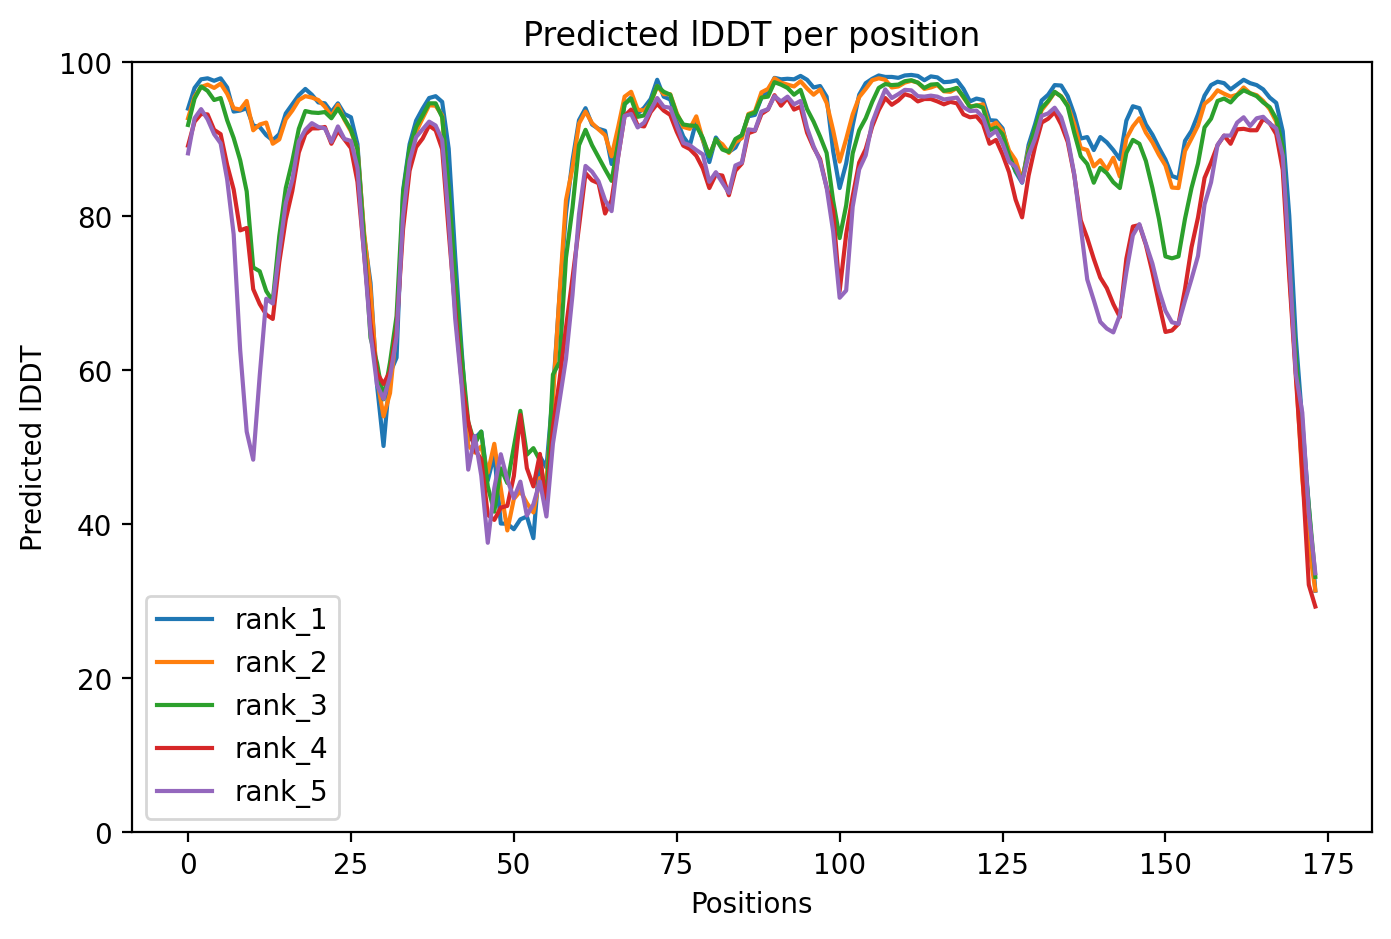 Predicted lDDT per position
100
80
60
40
20
0
Predicted lDDT
rank_1
rank_2
rank_3
rank_4
rank_5
0 25 50 75 100 125 150 175
Positions